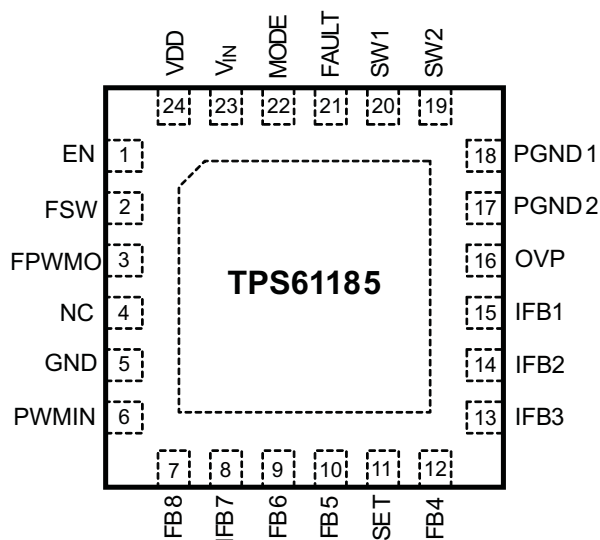 VDD
VIN
MODE
FAULT
SW1
SW2
24 23 22 21 20 19
EN 1
18 PGND1
FSW 2
17 PGND2
FPWMO 3
16 OVP
TPS61185
NC 4
15 IFB1
GND 5
14 IFB2
PWMIN 6
13 IFB3
7 8 9 10 11 12
FB8
IFB7
FB6
FB5
SET
FB4